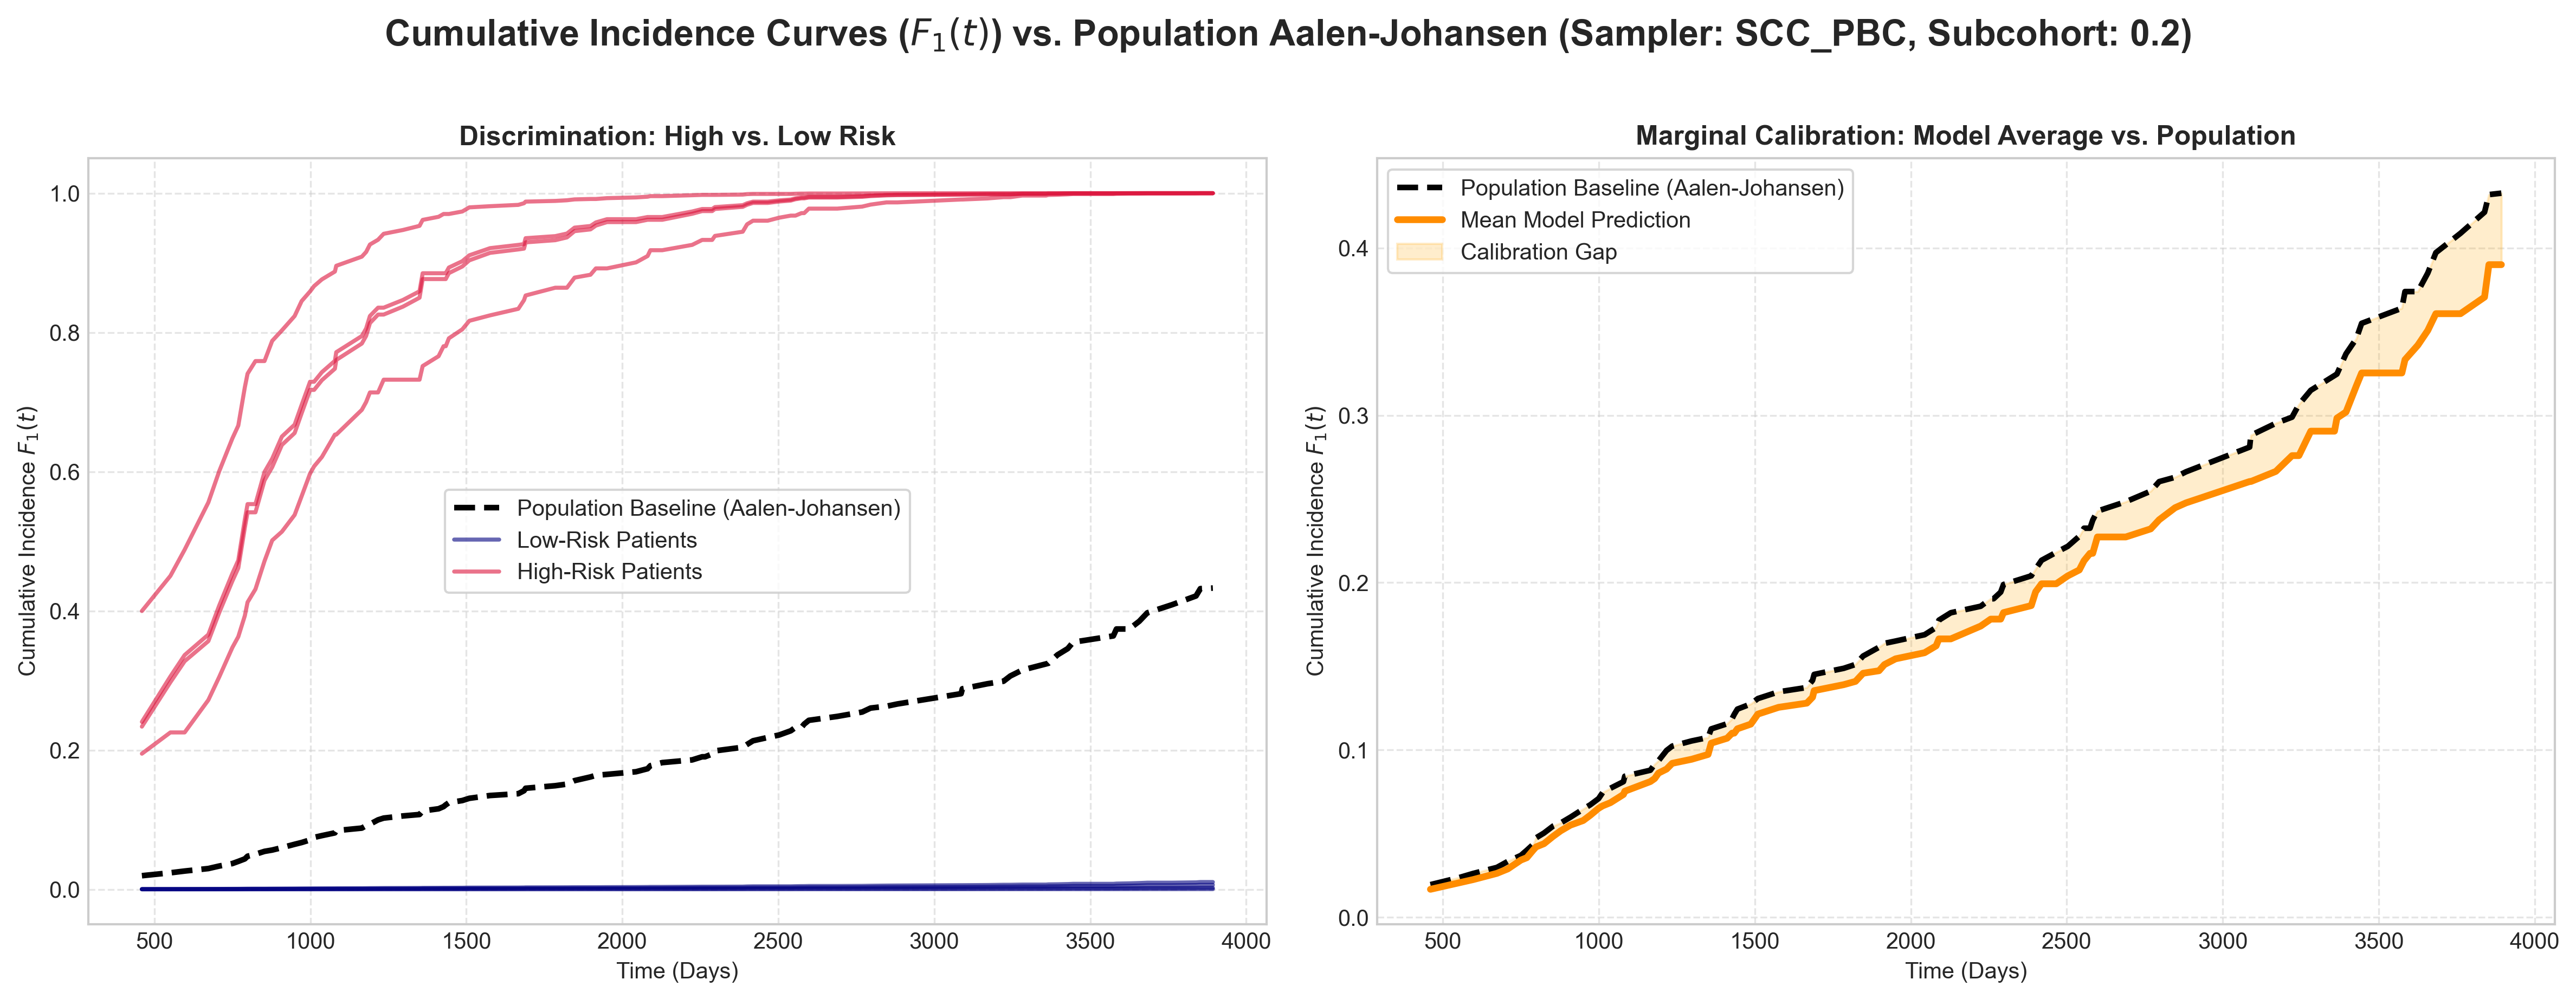 Cumulative Incidence Curves (F₁(t)) vs. Population Aalen-Johansen (Sampler: SCC_PBC, Subcohort: 0.2)
Discrimination: High vs. Low Risk
Cumulative Incidence F₁(t)
1.0
0.8
0.6
0.4
0.2
0.0
Population Baseline (Aalen-Johansen)
Low-Risk Patients
High-Risk Patients
500 1000 1500 2000 2500 3000 3500 4000
Time (Days)
Marginal Calibration: Model Average vs. Population
Cumulative Incidence F₁(t)
Population Baseline (Aalen-Johansen)
Mean Model Prediction
Calibration Gap
0.4
0.3
0.2
0.1
0.0
500 1000 1500 2000 2500 3000 3500 4000
Time (Days)